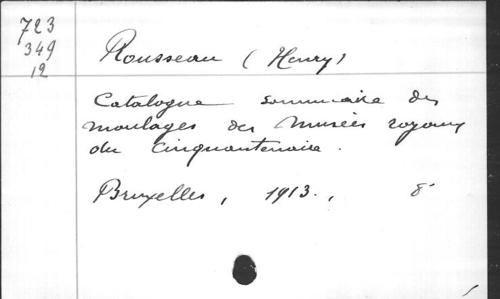 723
349
12
Rousseau (Henry)
Catalogue sommaire des
moulages des Musées royaux
du Cinquantenaire.
Bruxelles, 1913., 8°